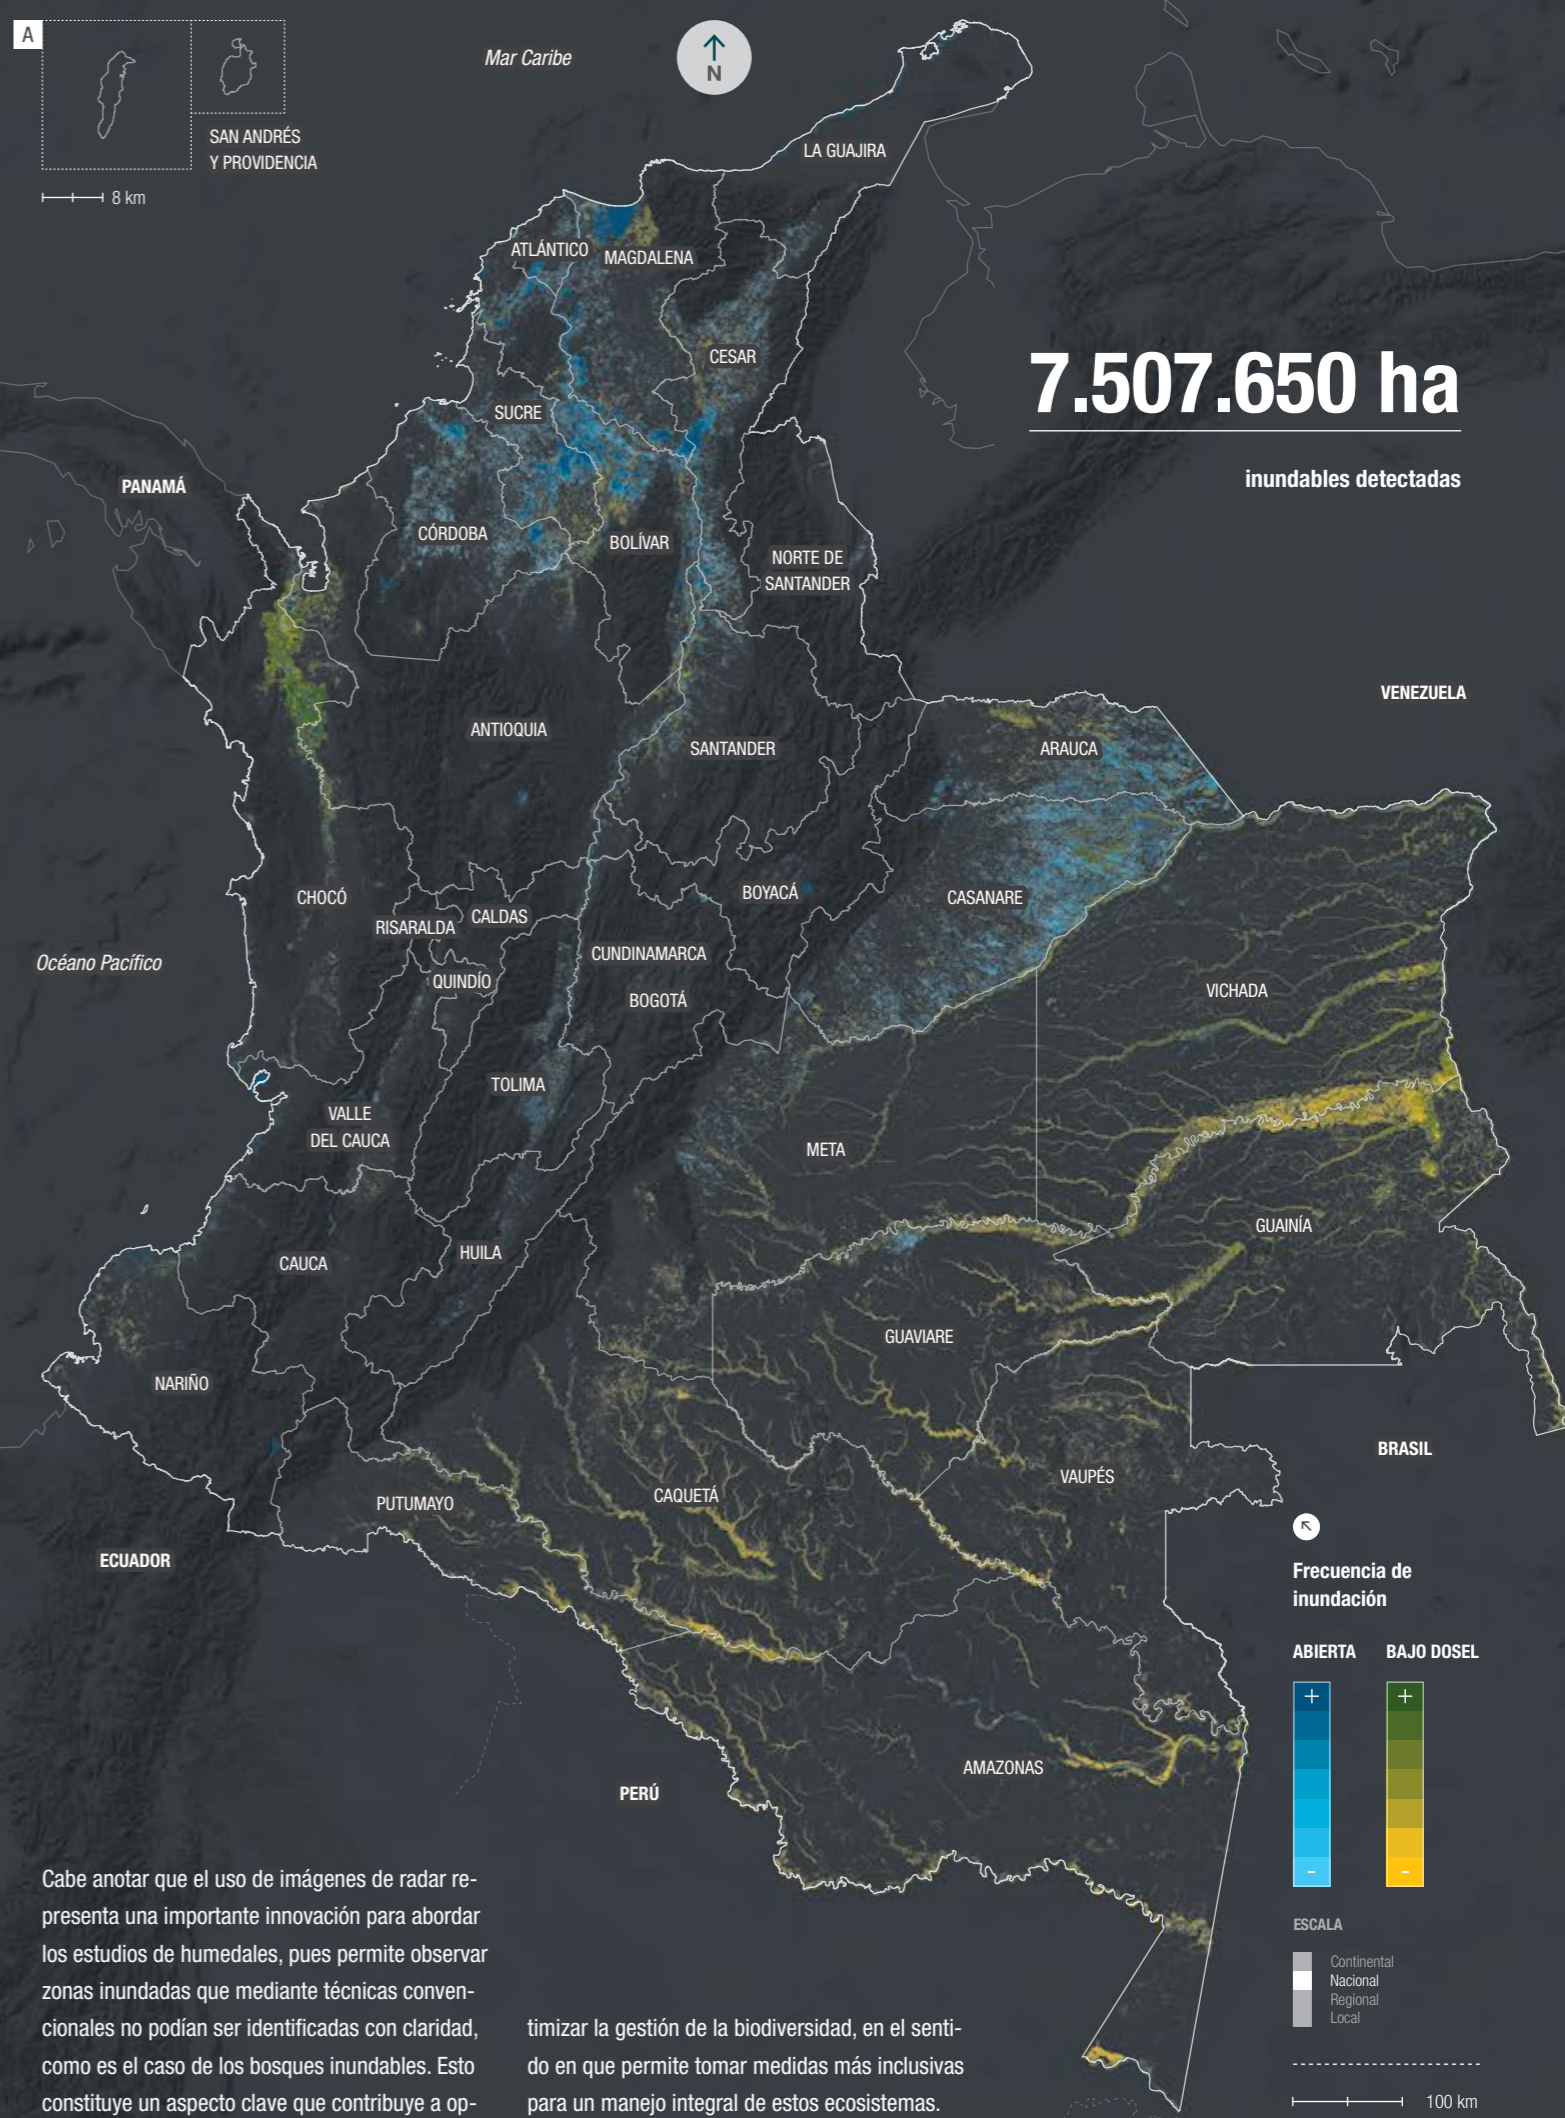 A
SAN ANDRÉS
Y PROVIDENCIA
8 km
Mar Caribe
N
LA GUAJIRA
ATLÁNTICO
MAGDALENA
CESAR
7.507.650 ha
inundables detectadas
SUCRE
PANAMÁ
CÓRDOBA
BOLÍVAR
NORTE DE
SANTANDER
VENEZUELA
ANTIOQUIA
SANTANDER
ARAUCA
CHOCÓ
RISARALDA
CALDAS
BOYACÁ
CASANARE
Océano Pacífico
QUINDÍO
CUNDINAMARCA
BOGOTÁ
VICHADA
TOLIMA
VALLE
DEL CAUCA
META
GUAINÍA
CAUCA
HUILA
GUAVIARE
NARIÑO
BRASIL
VAUPÉS
CAQUETÁ
PUTUMAYO
ECUADOR
AMAZONAS
PERÚ
Frecuencia de
inundación
ABIERTA
BAJO DOSEL
+
+
-
-
ESCALA
Continental
Nacional
Regional
Local
100 km
Cabe anotar que el uso de imágenes de radar re-
presenta una importante innovación para abordar
los estudios de humedales, pues permite observar
zonas inundadas que mediante técnicas conven-
cionales no podían ser identificadas con claridad,
como es el caso de los bosques inundables. Esto
constituye un aspecto clave que contribuye a op-
timizar la gestión de la biodiversidad, en el senti-
do en que permite tomar medidas más inclusivas
para un manejo integral de estos ecosistemas.